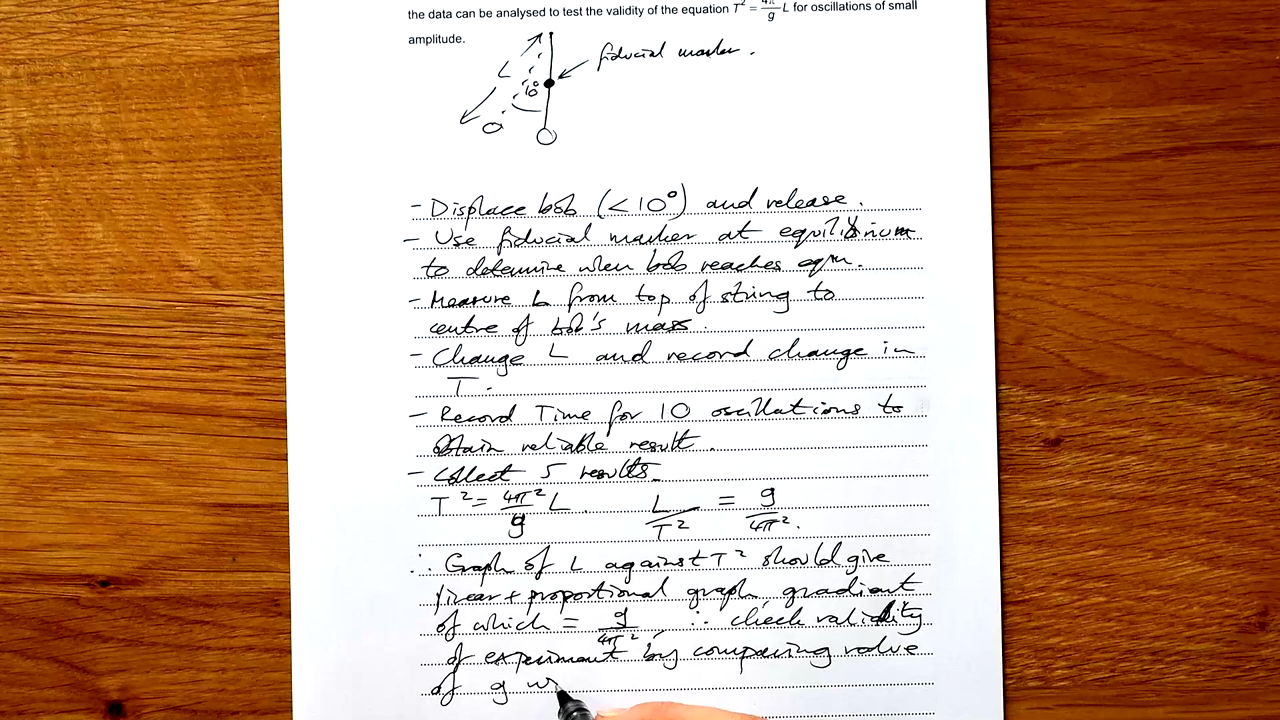 the data can be analysed to test the validity of the equation T² = 4π²/g L for oscillations of small
amplitude.
fiducial marker.
L
10°
- Displace bob (<10°) and release.
- Use fiducial marker at equilibrium
to determine when bob reaches eqm.
- Measure L from top of string to
centre of bob's mass.
- Change L and record change in
T.
- Record Time for 10 oscillations to
obtain reliable result.
- Collect 5 results.
T² = 4π²/g L. L/T² = g/4π².
∴ Graph of L against T² should give
linear + proportional graph, gradient
of which = g/4π², ∴ check validity
of experiment by comparing value
of g w